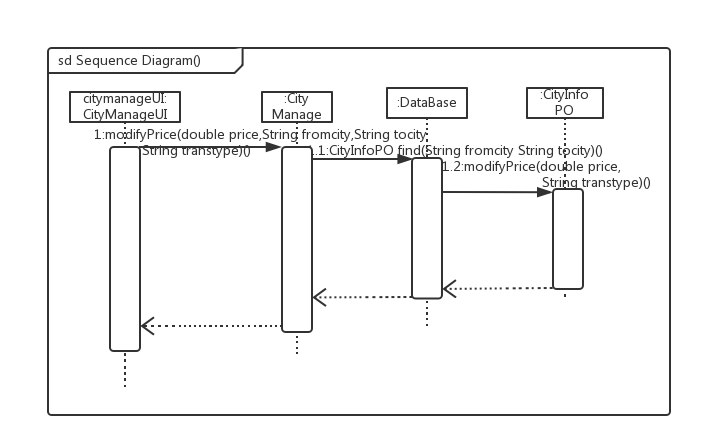 sd Sequence Diagram()
citymanageUI:
CityManageUI
:City
Manage
:DataBase
:CityInfo
PO
1:modifyPrice(double price,String fromcity,String tocity
String transtype)()
1.1:CityInfoPO find(String fromcity String tocity)()
1.2:modifyPrice(double price,
String transtype)()